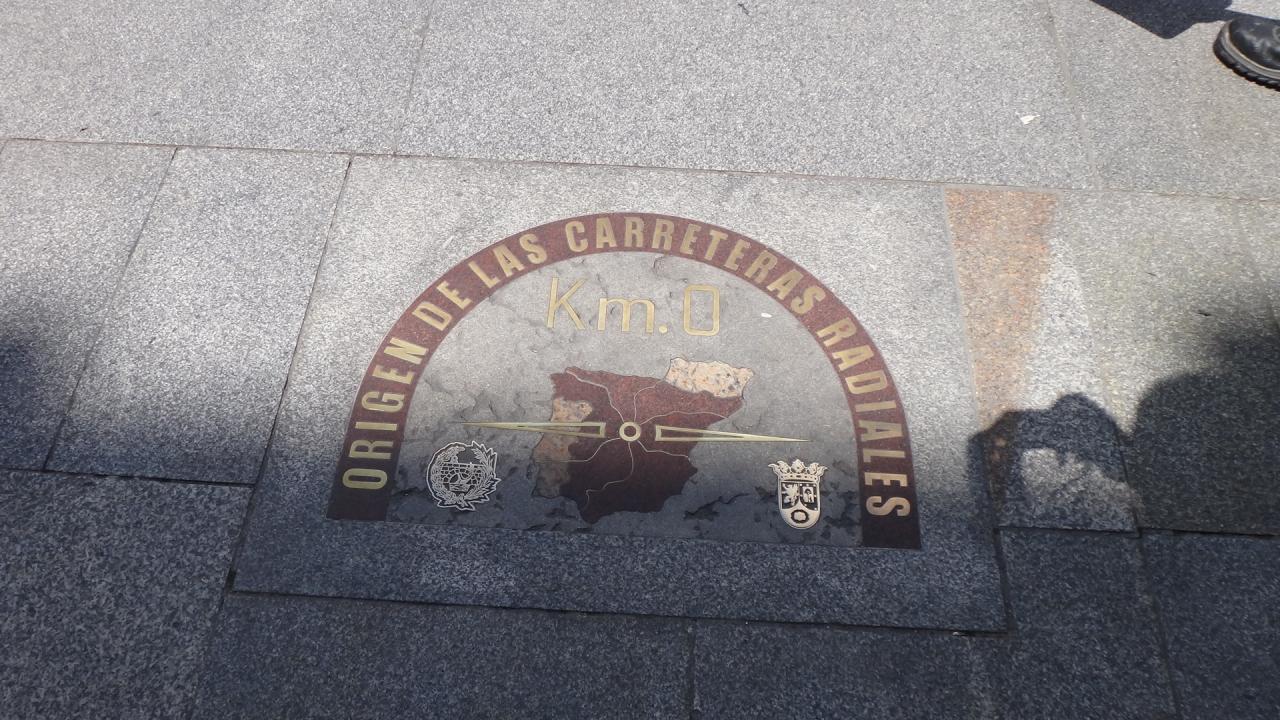 ORIGEN DE LAS CARRETERAS RADIALES
Km.0